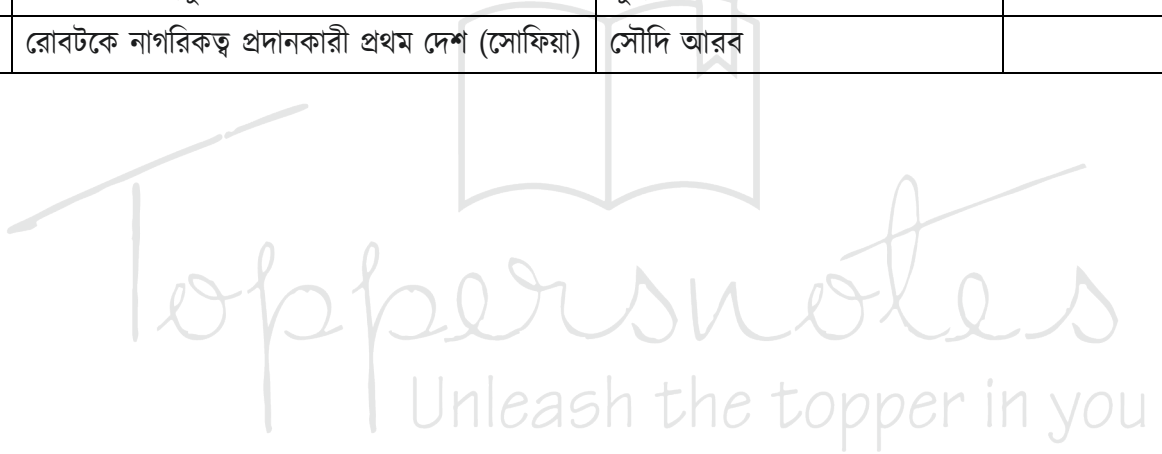 রোবটকে নাগরিকত্ব প্রদানকারী প্রথম দেশ (সোফিয়া) সৌদি আরব
Toppersnotes
Unleash the topper in you